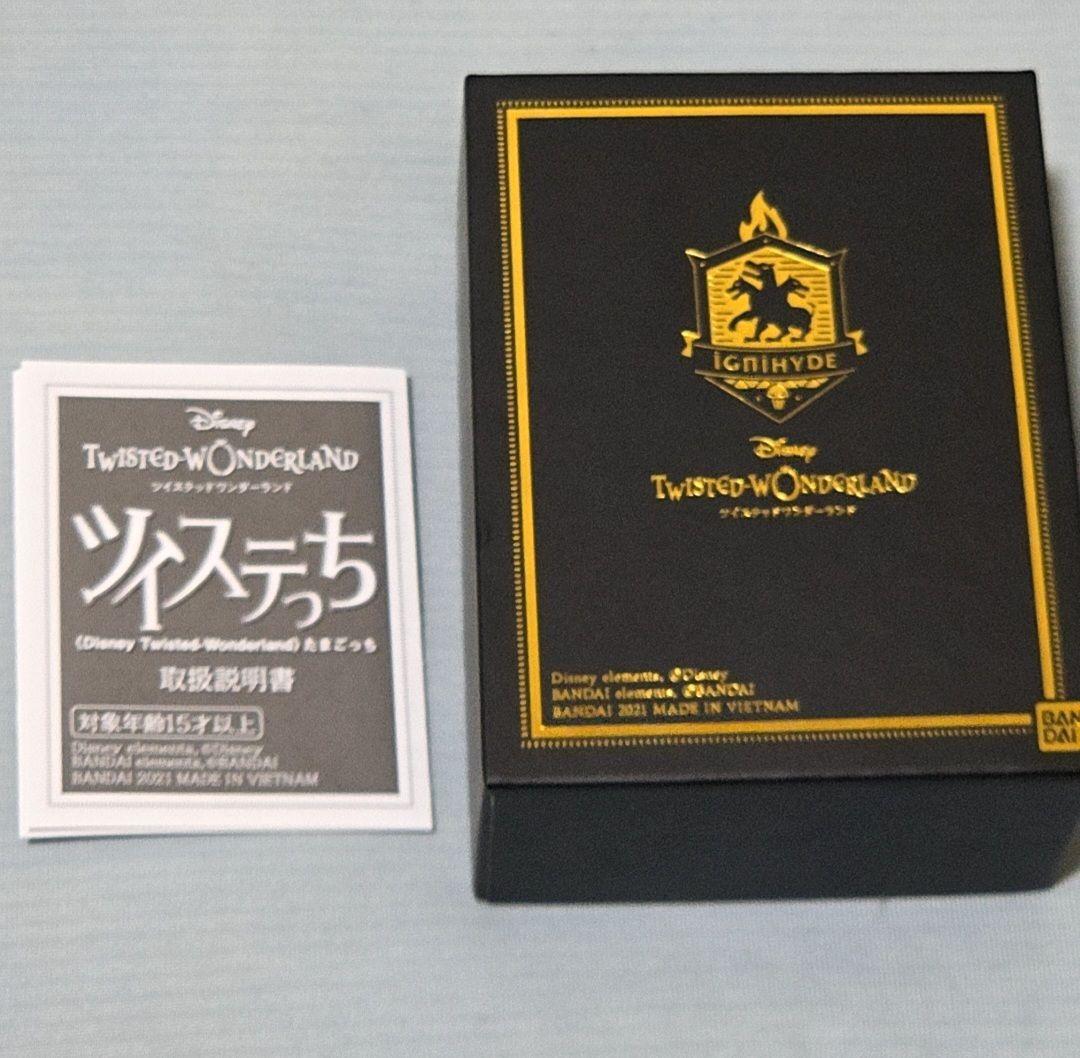 Disney
TWISTED-WONDERLAND
ツイステッドワンダーランド
ツイステっち
《Disney Twisted-Wonderland》たまごっち
取扱説明書
対象年齢15才以上
Disney elements, ©Disney
BANDAI elements, ©BANDAI
BANDAI 2021 MADE IN VIETNAM
IGNIHYDE
Disney
TWISTED-WONDERLAND
ツイステッドワンダーランド
Disney elements, ©Disney
BANDAI elements, ©BANDAI
BANDAI 2021 MADE IN VIETNAM
BAN
DAI